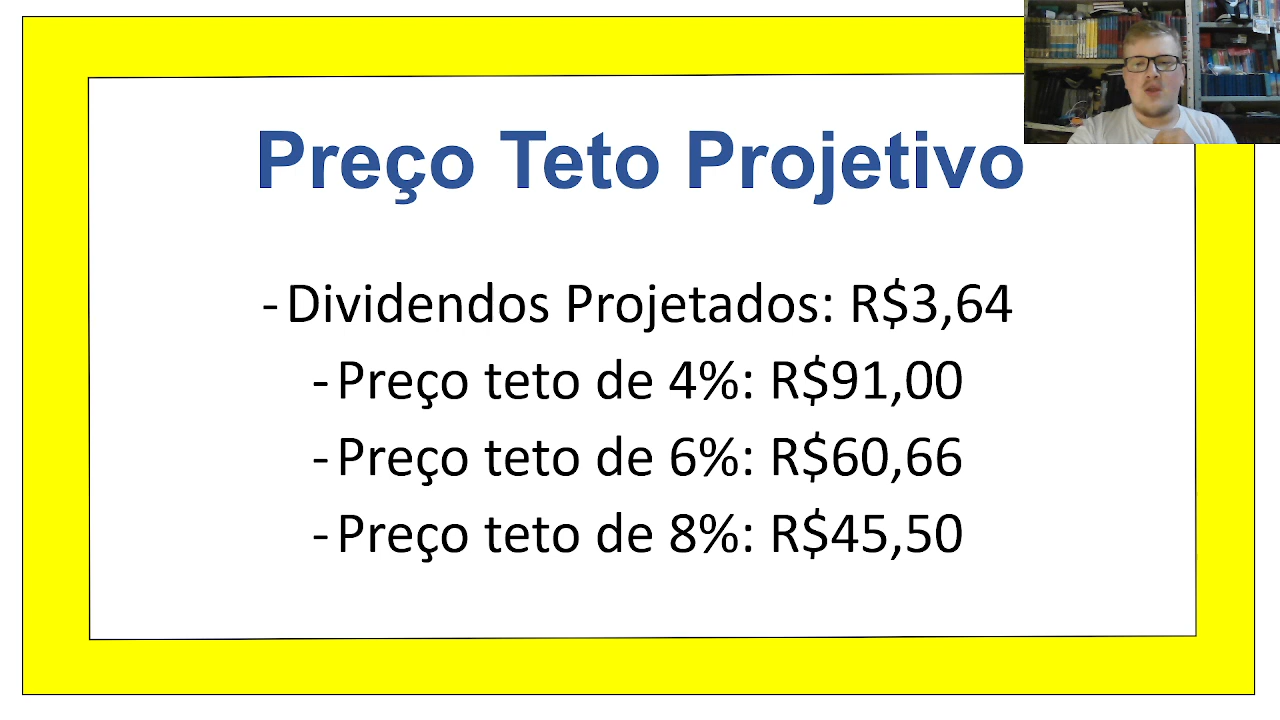 Preço Teto Projetivo
- Dividendos Projetados: R$3,64
- Preço teto de 4%: R$91,00
- Preço teto de 6%: R$60,66
- Preço teto de 8%: R$45,50